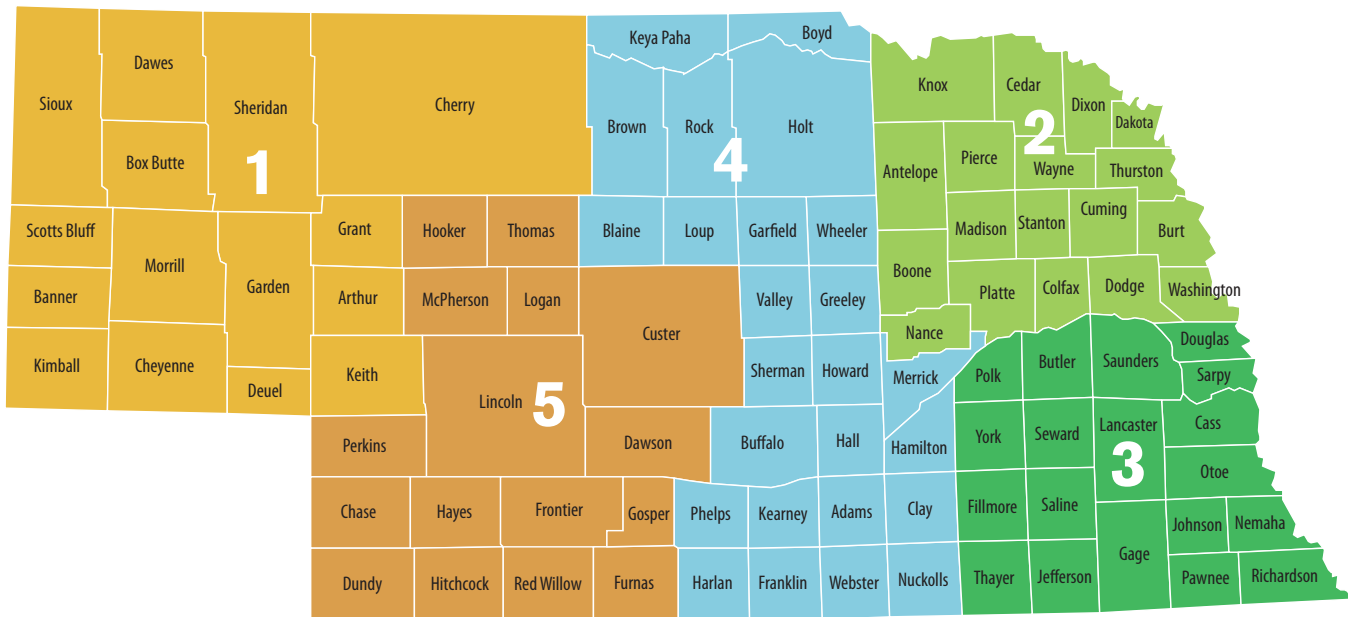 Sioux
Dawes
Sheridan
Box Butte
1
Cherry
Scotts Bluff
Morrill
Garden
Grant
Banner
Arthur
Kimball
Cheyenne
Deuel
Keith
Keya Paha
Boyd
Brown
Rock
Holt
4
Blaine
Loup
Garfield
Wheeler
Valley
Greeley
Sherman
Howard
Merrick
Buffalo
Hall
Hamilton
Phelps
Kearney
Adams
Clay
Harlan
Franklin
Webster
Nuckolls
Knox
Cedar
Dixon
Dakota
2
Antelope
Pierce
Wayne
Thurston
Madison
Stanton
Cuming
Burt
Boone
Platte
Colfax
Dodge
Washington
Nance
Hooker
Thomas
McPherson
Logan
Custer
Lincoln
5
Perkins
Dawson
Chase
Hayes
Frontier
Gosper
Dundy
Hitchcock
Red Willow
Furnas
Polk
Butler
Saunders
Douglas
Sarpy
York
Seward
Lancaster
Cass
3
Otoe
Fillmore
Saline
Gage
Johnson
Nemaha
Thayer
Jefferson
Pawnee
Richardson